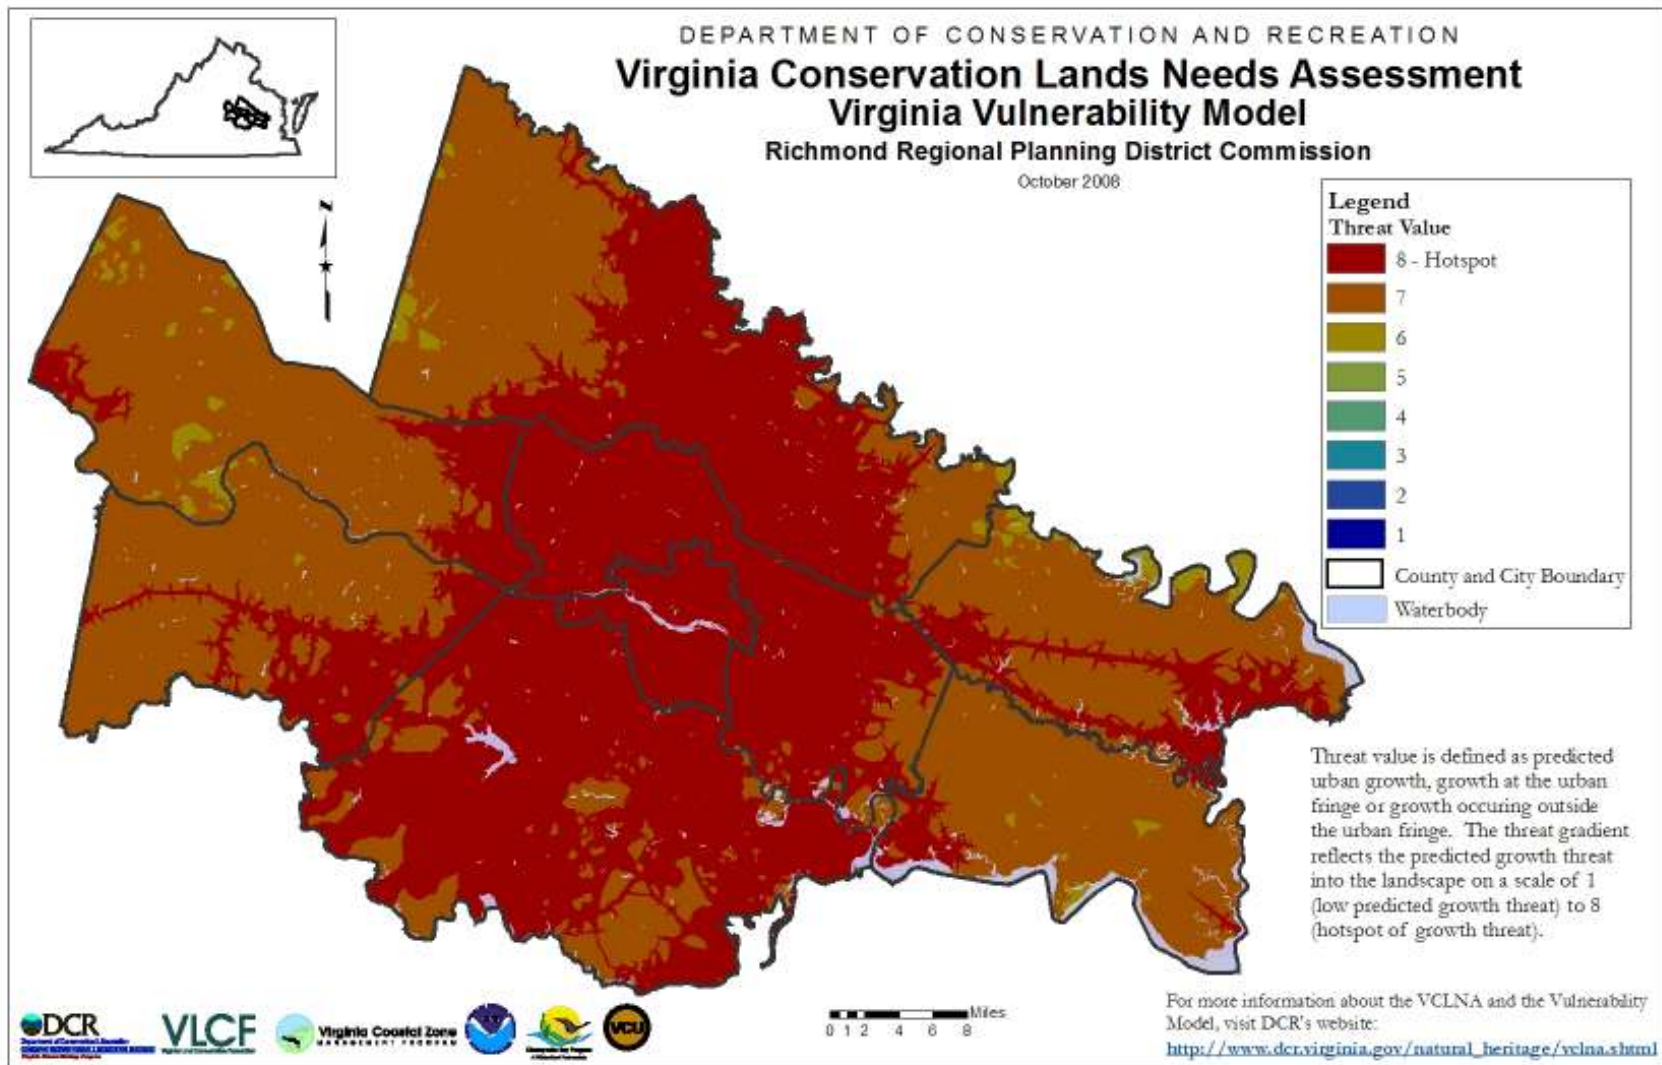 DEPARTMENT OF CONSERVATION AND RECREATION
Virginia Conservation Lands Needs Assessment
Virginia Vulnerability Model
Richmond Regional Planning District Commission
October 2008
N
Legend
Threat Value
8 - Hotspot
7
6
5
4
3
2
1
County and City Boundary
Waterbody
Threat value is defined as predicted
urban growth, growth at the urban
fringe or growth occuring outside
the urban fringe. The threat gradient
reflects the predicted growth threat
into the landscape on a scale of 1
(low predicted growth threat) to 8
(hotspot of growth threat).
DCR
Department of Conservation & Recreation
VLCF
Virginia Coastal Zone
MANAGEMENT PROGRAM
VCU
Miles
0 1 2 4 6 8
For more information about the VCLNA and the Vulnerability
Model, visit DCR's website:
http://www.dcr.virginia.gov/natural_heritage/vclna.shtml